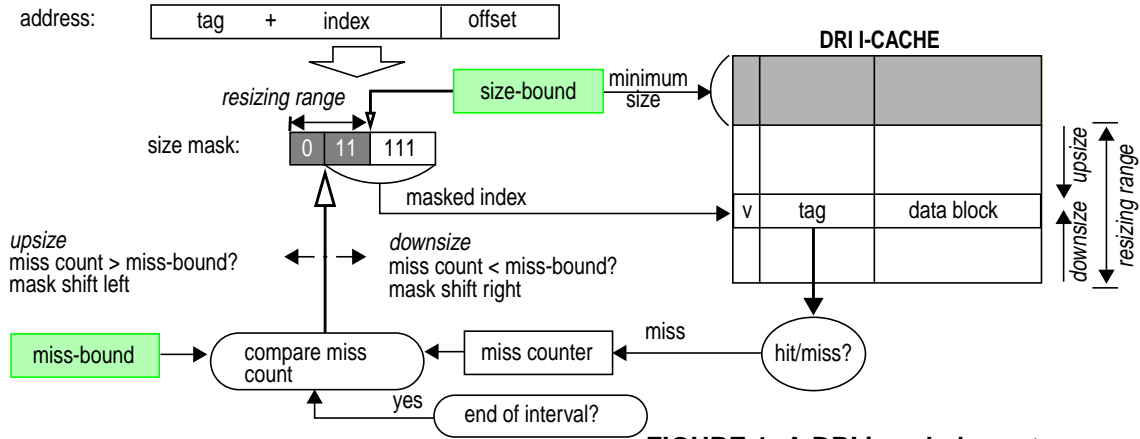 address:
tag + index
offset
DRI I-CACHE
size-bound
minimum
size
resizing range
size mask:
0 11 111
masked index
v tag data block
upsize
downsize
resizing range
upsize
miss count > miss-bound?
mask shift left
downsize
miss count < miss-bound?
mask shift right
miss-bound
compare miss
count
miss counter
miss
hit/miss?
yes
end of interval?